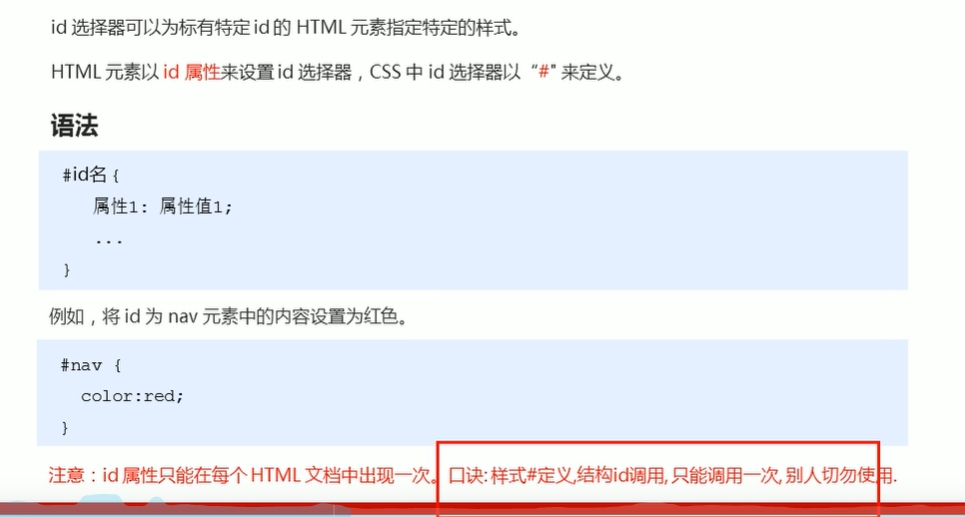 id 选择器可以为标有特定 id 的 HTML 元素指定特定的样式。
HTML 元素以 id 属性来设置 id 选择器，CSS 中 id 选择器以 “#" 来定义。
语法
#id名 {
属性1: 属性值1;
...
}
例如，将 id 为 nav 元素中的内容设置为红色。
#nav {
color:red;
}
注意：id 属性只能在每个 HTML 文档中出现一次。口诀: 样式#定义,结构id调用, 只能调用一次, 别人切勿使用.